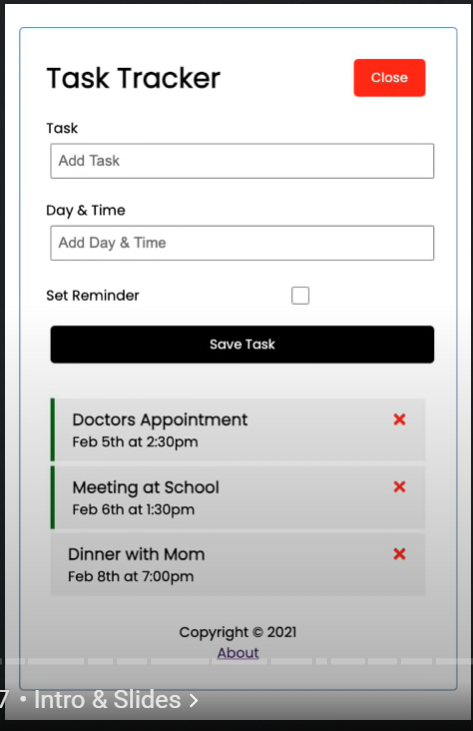 Task Tracker
Close
Task
Add Task
Day & Time
Add Day & Time
Set Reminder
Save Task
Doctors Appointment
Feb 5th at 2:30pm
Meeting at School
Feb 6th at 1:30pm
Dinner with Mom
Feb 8th at 7:00pm
Copyright © 2021
About
7 • Intro & Slides >